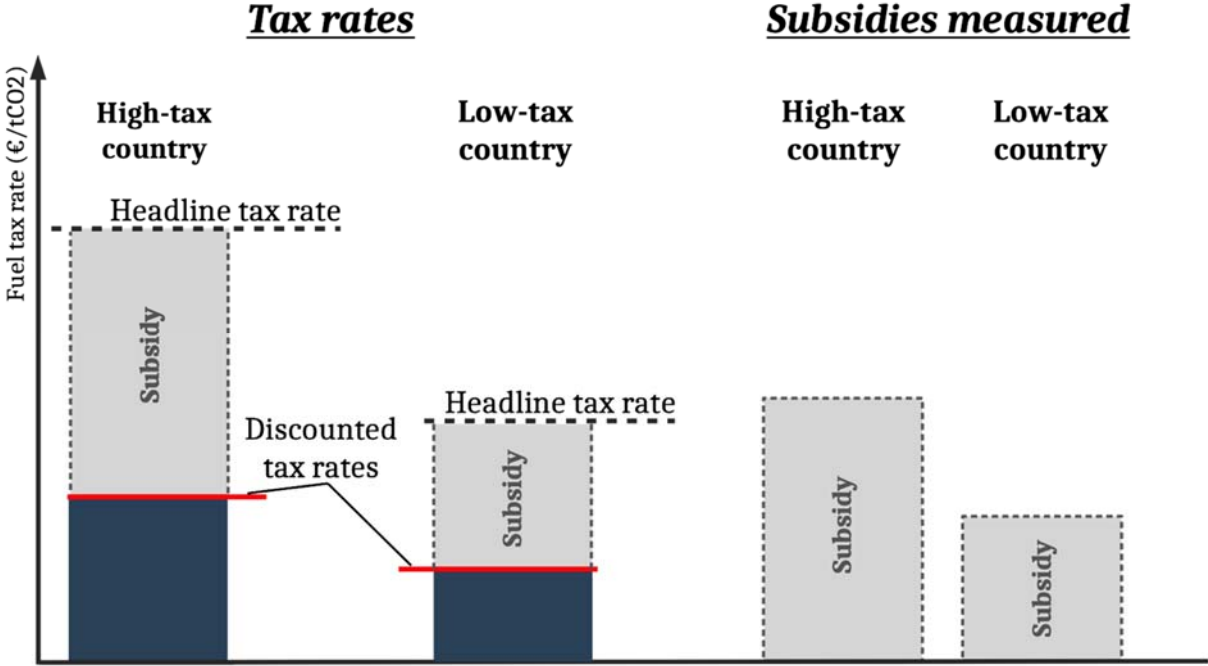 Tax rates
Subsidies measured
Fuel tax rate (€/tCO2)
High-tax
country
Low-tax
country
High-tax
country
Low-tax
country
Headline tax rate
Subsidy
Discounted
tax rates
Headline tax rate
Subsidy
Subsidy
Subsidy